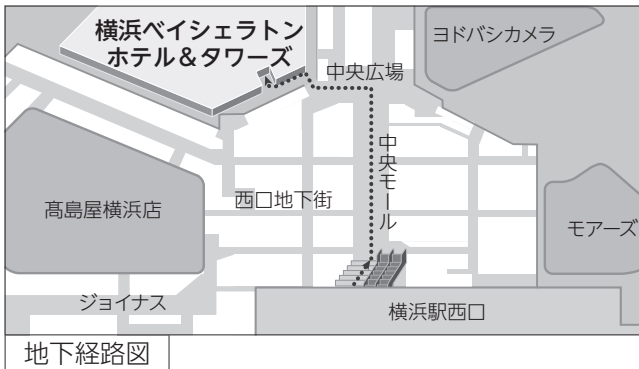 横浜ベイシェラトン
ホテル＆タワーズ
ヨドバシカメラ
中央広場
中央モール
西口地下街
髙島屋横浜店
モアーズ
ジョイナス
横浜駅西口
地下経路図